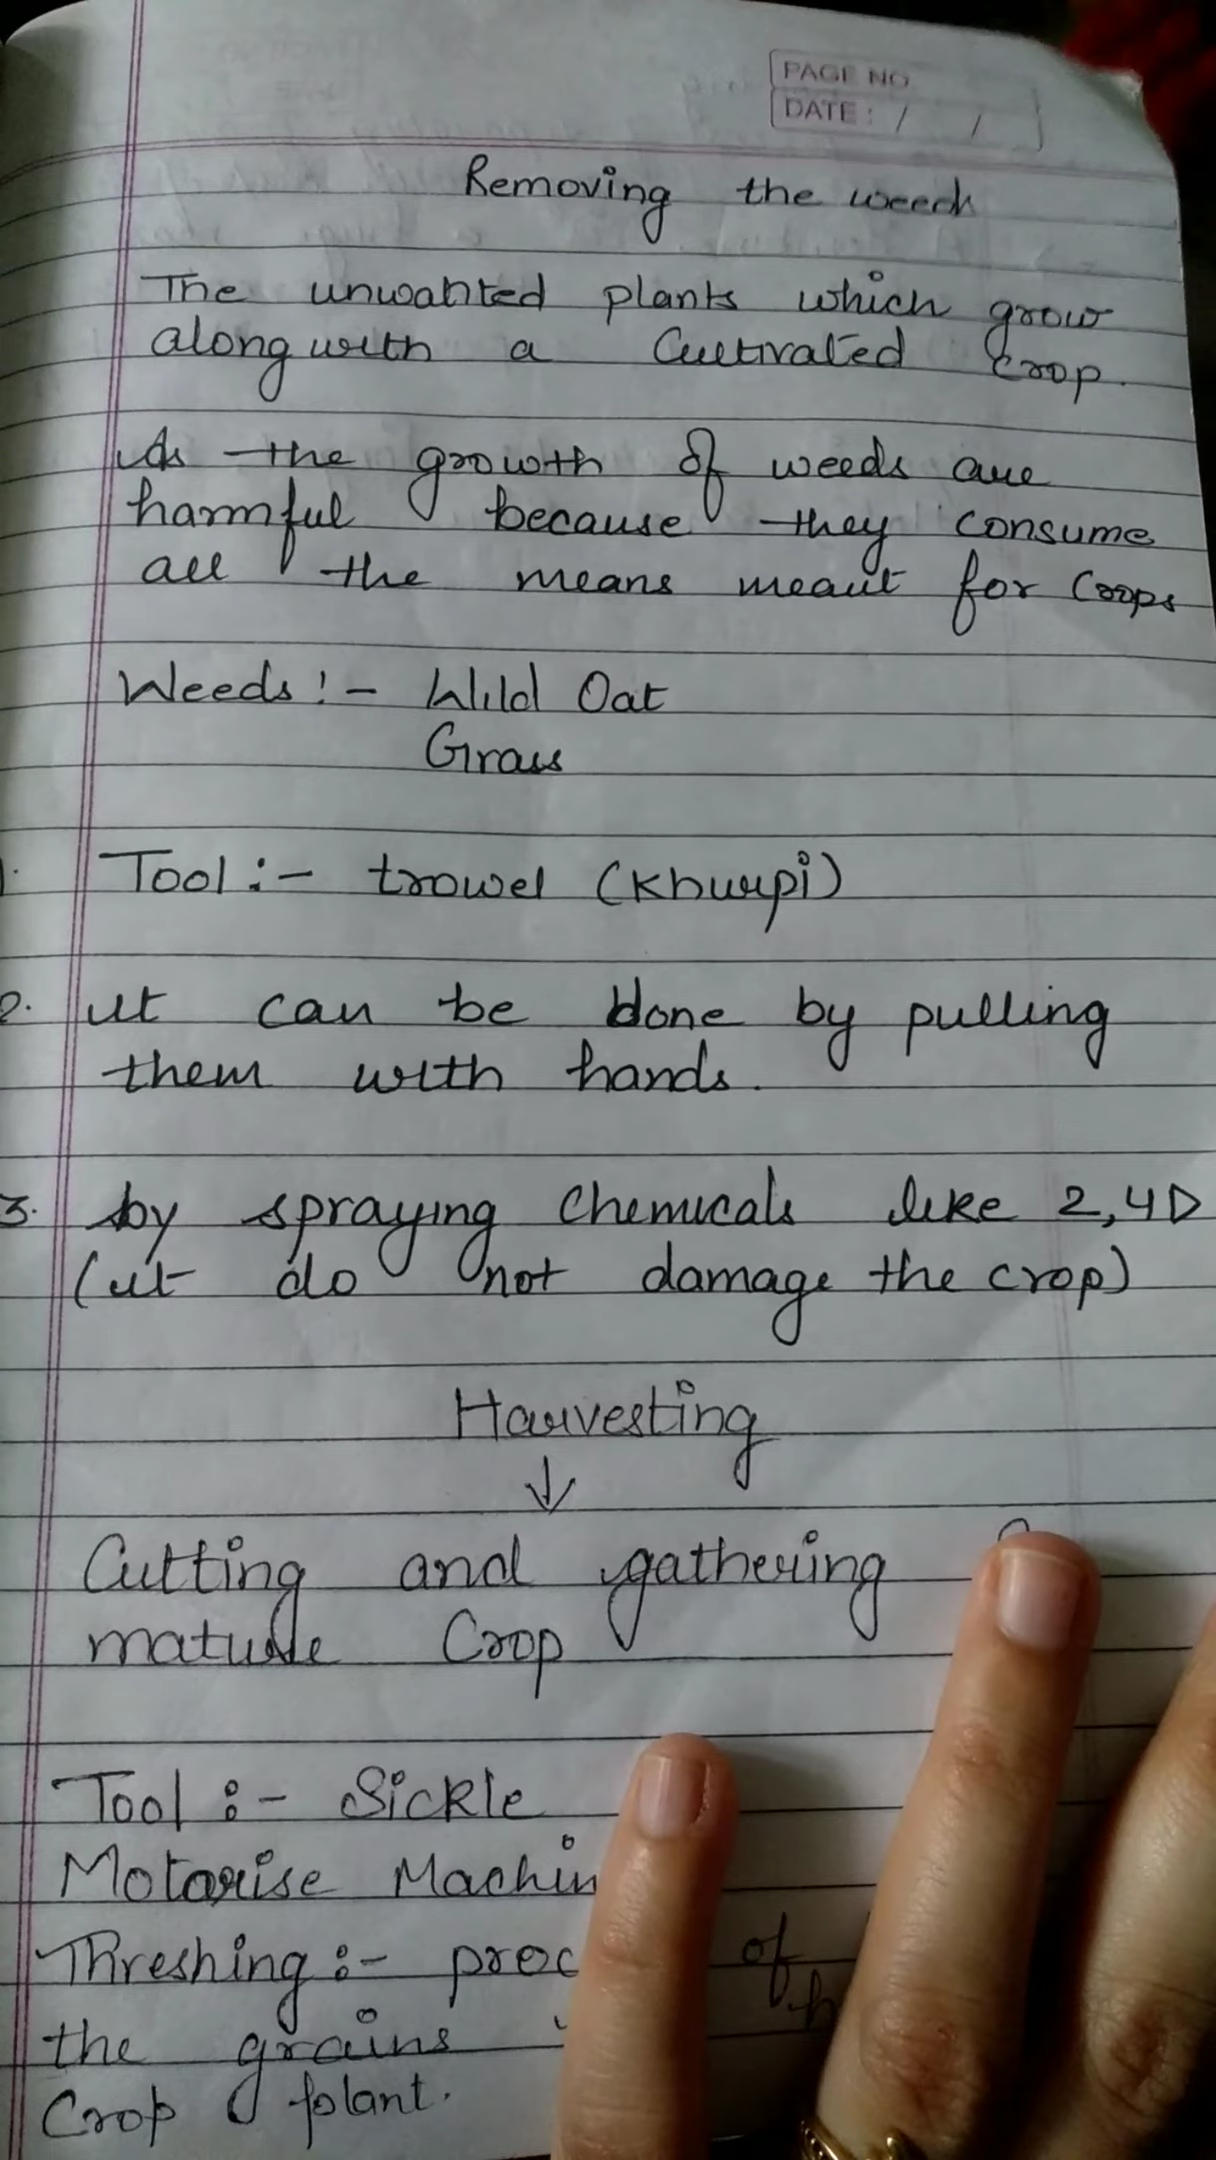 PAGE NO
DATE: / /
Removing the weeds
The unwanted plants which grow
along with a Cultivated crop.
As the growth of weeds are
harmful because they consume
all the means meant for Crops
Weeds:- Wild Oat
Grass
1. Tool:- trowel (Khurpi)
2. It can be done by pulling
them with hands.
3. by spraying chemicals like 2,4D
(it do not damage the crop)
Harvesting
↓
Cutting and gathering
mature Crop
Tool:- Sickle
Motorise Machin
Threshing:- proc of
the grains
Crop plant.